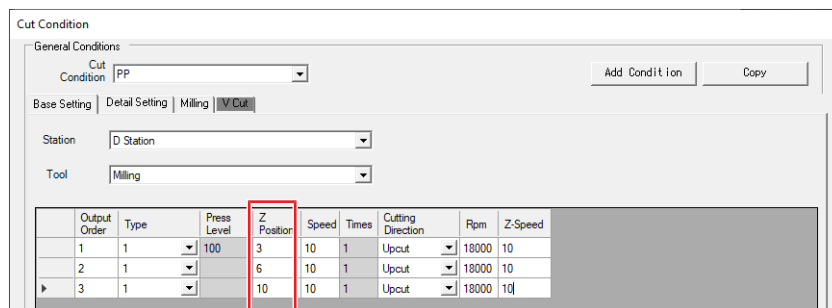 Cut Condition
General Conditions
Cut Condition PP Add Condition Copy
Base Setting Detail Setting Milling V Cut
Station D Station
Tool Milling
Output Order Type Press Level Z Position Speed Times Cutting Direction Rpm Z-Speed
1 1 100 3 10 1 Upcut 18000 10
2 1 6 10 1 Upcut 18000 10
3 1 10 10 1 Upcut 18000 10